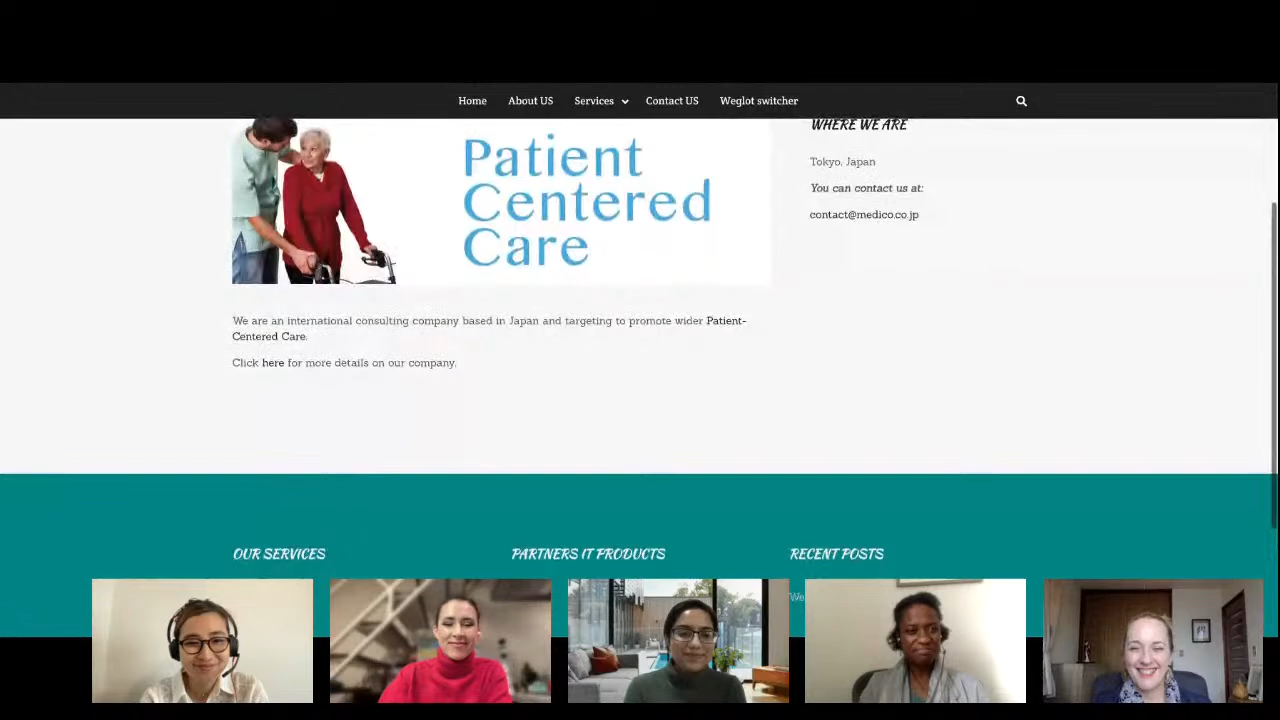 Home About US Services Contact US Weglot switcher
Patient
Centered
Care
We are an international consulting company based in Japan and targeting to promote wider Patient-
Centered Care.
Click here for more details on our company.
WHERE WE ARE
Tokyo, Japan
You can contact us at:
contact@medico.co.jp
OUR SERVICES
PARTNERS IT PRODUCTS
RECENT POSTS
We